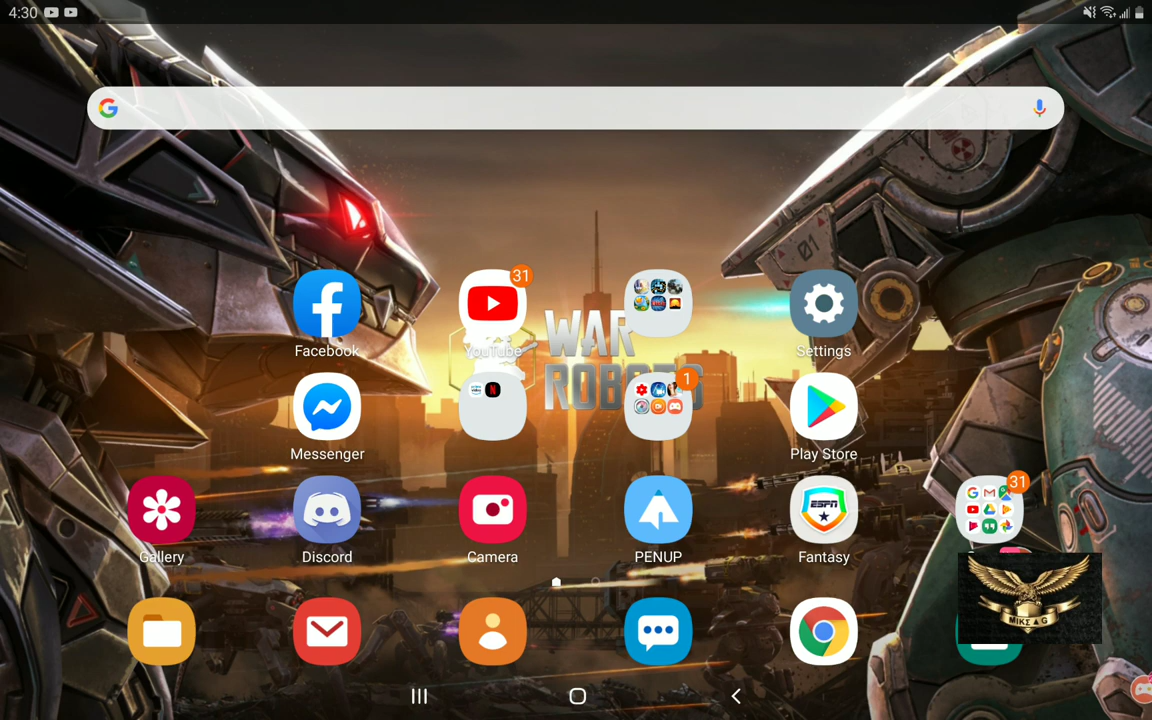 4:30
01
31
WAR
ROBOTS
Facebook
YouTube
Settings
1
Messenger
Play Store
31
ESPN
Gallery
Discord
Camera
PENUP
Fantasy
MIKE A G